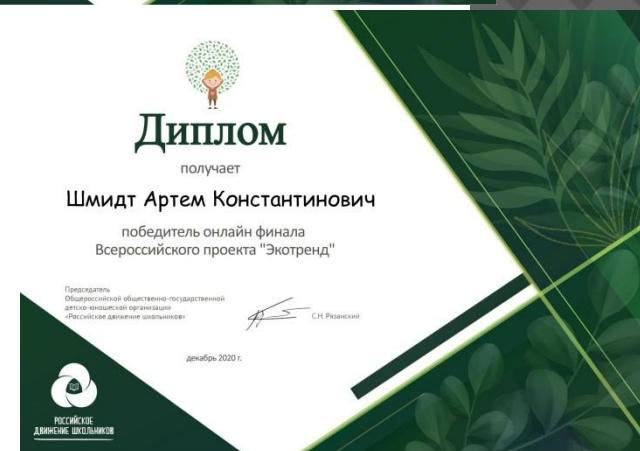 Диплом
получает
Шмидт Артем Константинович
победитель онлайн финала
Всероссийского проекта "Экотренд"
Председатель
Общероссийской общественно-государственной
детско-юношеской организации
«Российское движение школьников»
С.Н. Рязанский
декабрь 2020 г.
РОССИЙСКОЕ
ДВИЖЕНИЕ ШКОЛЬНИКОВ